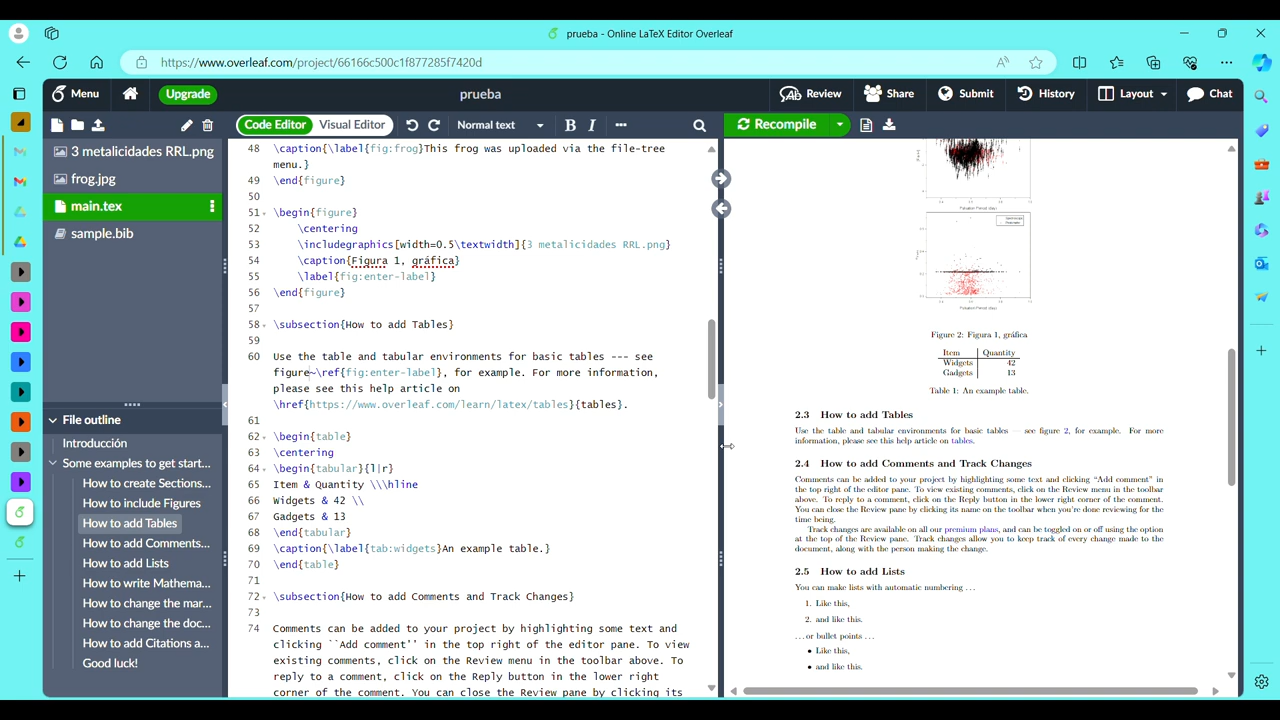 prueba - Online LaTeX Editor Overleaf
https://www.overleaf.com/project/66166c500c1f877285f7420d
Menu
Upgrade
prueba
Review
Share
Submit
History
Layout
Chat
Code Editor
Visual Editor
Normal text
B
I
Recompile
3 metalicidades RRL.png
frog.jpg
main.tex
sample.bib
File outline
Introducción
Some examples to get start...
How to create Sections...
How to include Figures
How to add Tables
How to add Comments...
How to add Lists
How to write Mathema...
How to change the mar...
How to change the doc...
How to add Citations a...
Good luck!
48 \caption{\label{fig:frog}This frog was uploaded via the file-tree
menu.}
49 \end{figure}
50
51 \begin{figure}
52 \centering
53 \includegraphics[width=0.5\textwidth]{3 metalicidades RRL.png}
54 \caption{Figura 1, gráfica}
55 \label{fig:enter-label}
56 \end{figure}
57
58 \subsection{How to add Tables}
59
60 Use the table and tabular environments for basic tables --- see
figure~\ref{fig:enter-label}, for example. For more information,
please see this help article on
\href{https://www.overleaf.com/learn/latex/tables}{tables}.
61
62 \begin{table}
63 \centering
64 \begin{tabular}{l|r}
65 Item & Quantity \\\hline
66 Widgets & 42 \\
67 Gadgets & 13
68 \end{tabular}
69 \caption{\label{tab:widgets}An example table.}
70 \end{table}
71
72 \subsection{How to add Comments and Track Changes}
73
74 Comments can be added to your project by highlighting some text and
clicking ``Add comment'' in the top right of the editor pane. To view
existing comments, click on the Review menu in the toolbar above. To
reply to a comment, click on the Reply button in the lower right
corner of the comment. You can close the Review pane by clicking its
Figure 2: Figura 1, gráfica
Item Quantity
Widgets 42
Gadgets 13
Table 1: An example table.
2.3 How to add Tables
Use the table and tabular environments for basic tables — see figure 2, for example. For more
information, please see this help article on tables.
2.4 How to add Comments and Track Changes
Comments can be added to your project by highlighting some text and clicking “Add comment” in
the top right of the editor pane. To view existing comments, click on the Review menu in the toolbar
above. To reply to a comment, click on the Reply button in the lower right corner of the comment.
You can close the Review pane by clicking its name on the toolbar when you're done reviewing for the
time being.
Track changes are available on all our premium plans, and can be toggled on or off using the option
at the top of the Review pane. Track changes allow you to keep track of every change made to the
document, along with the person making the change.
2.5 How to add Lists
You can make lists with automatic numbering ...
1. Like this,
2. and like this.
...or bullet points ...
• Like this,
• and like this.